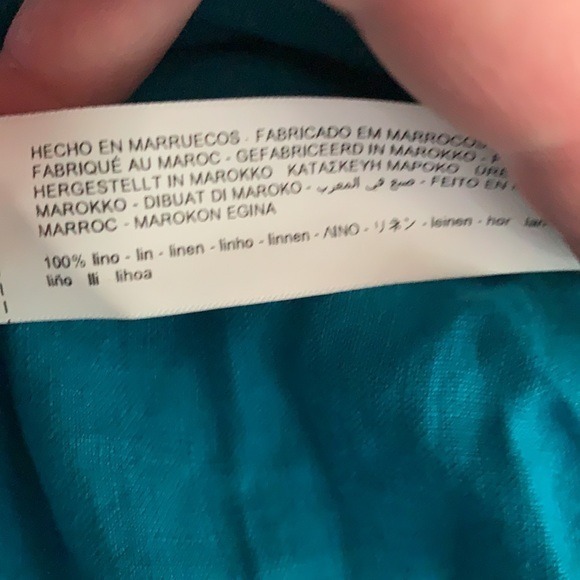 HECHO EN MARRUECOS - FABRICADO EM MARROCOS
FABRIQUÉ AU MAROC - GEFABRICEERD IN MAROKKO -
HERGESTELLT IN MAROKKO ΚΑΤΑΣΚΕΥΗ ΜΑΡΟΚΟ
MAROKKO - DIBUAT DI MAROKO - صنع في المغرب - FEITO EN
MARROC - MAROKON EGINA
100% lino - lin - linen - linho - linnen - ΛΙΝΟ - リネン - leinen - hør
liño lli lihoa